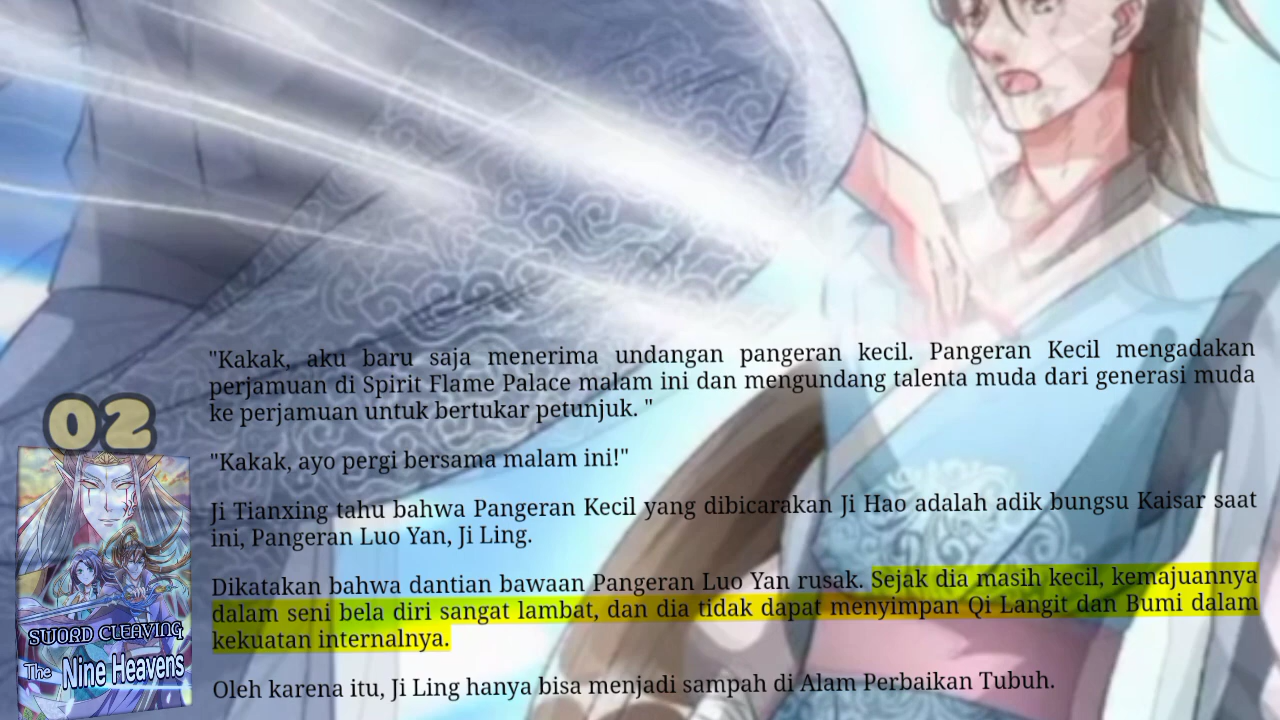 "Kakak, aku baru saja menerima undangan pangeran kecil. Pangeran Kecil mengadakan
perjamuan di Spirit Flame Palace malam ini dan mengundang talenta muda dari generasi muda
ke perjamuan untuk bertukar petunjuk. "
"Kakak, ayo pergi bersama malam ini!"
Ji Tianxing tahu bahwa Pangeran Kecil yang dibicarakan Ji Hao adalah adik bungsu Kaisar saat
ini, Pangeran Luo Yan, Ji Ling.
Dikatakan bahwa dantian bawaan Pangeran Luo Yan rusak. Sejak dia masih kecil, kemajuannya
dalam seni bela diri sangat lambat, dan dia tidak dapat menyimpan Qi Langit dan Bumi dalam
kekuatan internalnya.
Oleh karena itu, Ji Ling hanya bisa menjadi sampah di Alam Perbaikan Tubuh.
02
SWORD CLEAVING
The Nine Heavens